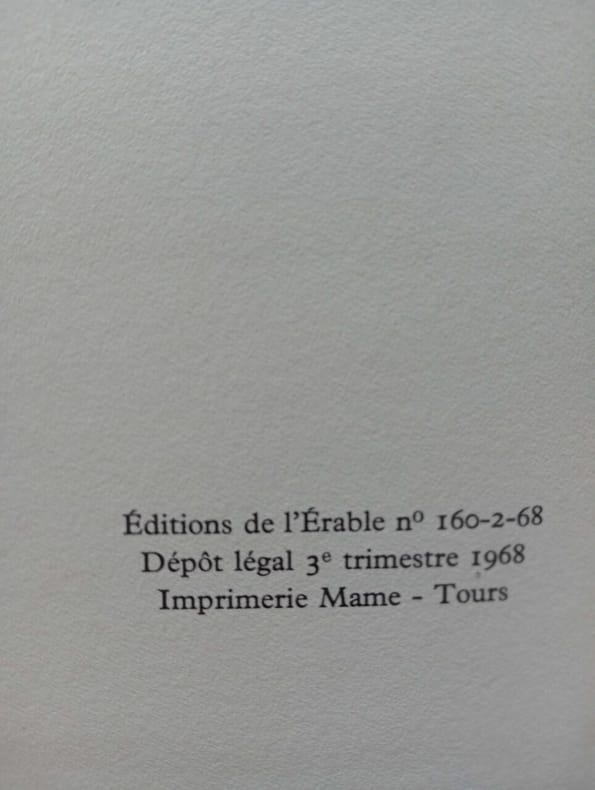 Éditions de l'Érable nº 160-2-68
Dépôt légal 3e trimestre 1968
Imprimerie Mame - Tours